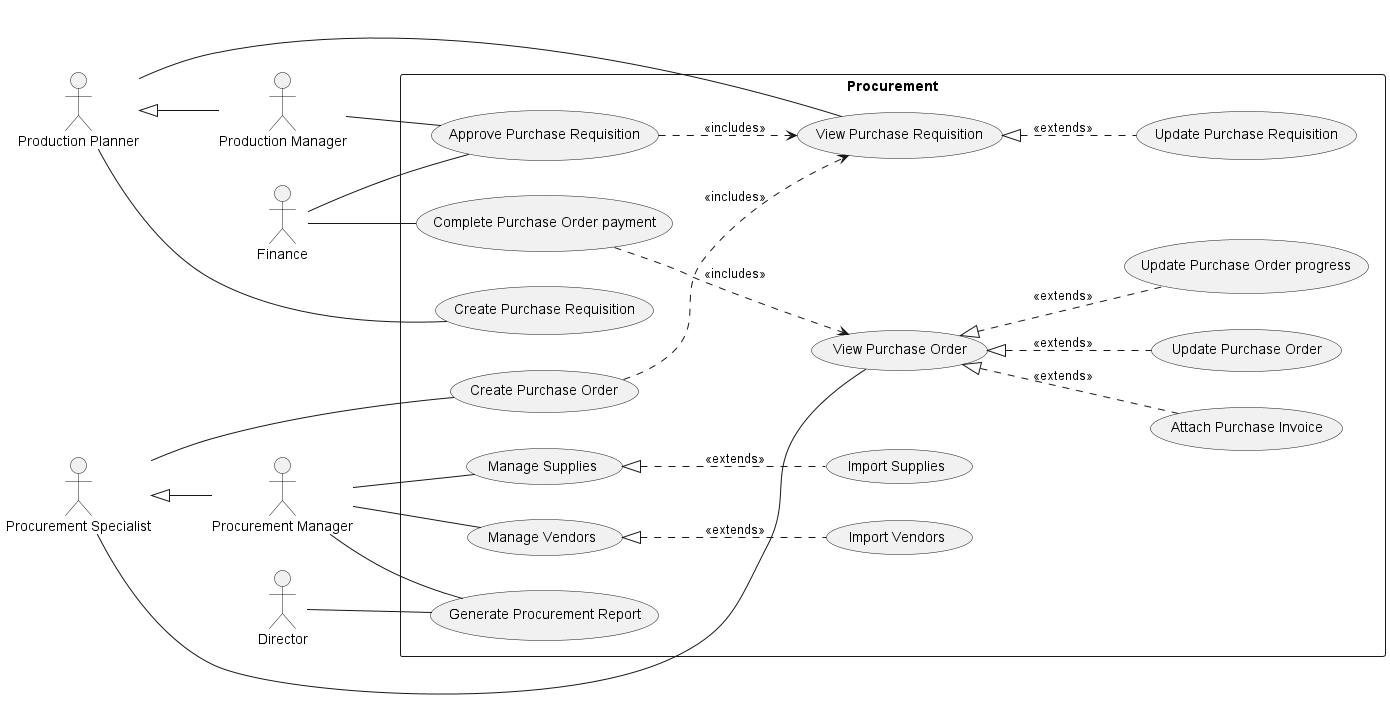 Procurement
Production Planner
Production Manager
Approve Purchase Requisition
«includes»
View Purchase Requisition
«extends»
Update Purchase Requisition
«includes»
Finance
Complete Purchase Order payment
«includes»
Update Purchase Order progress
«extends»
Create Purchase Requisition
View Purchase Order
«extends»
Update Purchase Order
«extends»
Create Purchase Order
Attach Purchase Invoice
Manage Supplies
«extends»
Import Supplies
Procurement Specialist
Procurement Manager
Manage Vendors
«extends»
Import Vendors
Director
Generate Procurement Report